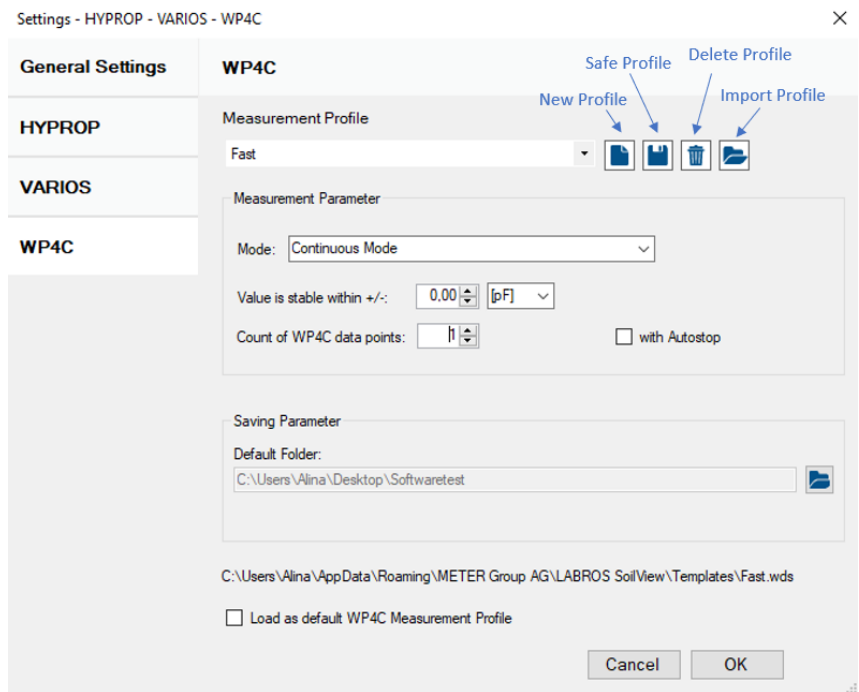 Settings - HYPROP - VARIOS - WP4C
General Settings
HYPROP
VARIOS
WP4C
WP4C
Safe Profile
Delete Profile
New Profile
Import Profile
Measurement Profile
Fast
Measurement Parameter
Mode: Continuous Mode
Value is stable within +/-: 0,00 [pF]
Count of WP4C data points: 1 with Autostop
Saving Parameter
Default Folder:
C:\Users\Alina\Desktop\Softwaretest
C:\Users\Alina\AppData\Roaming\METER Group AG\LABROS SoilView\Templates\Fast.wds
Load as default WP4C Measurement Profile
Cancel OK